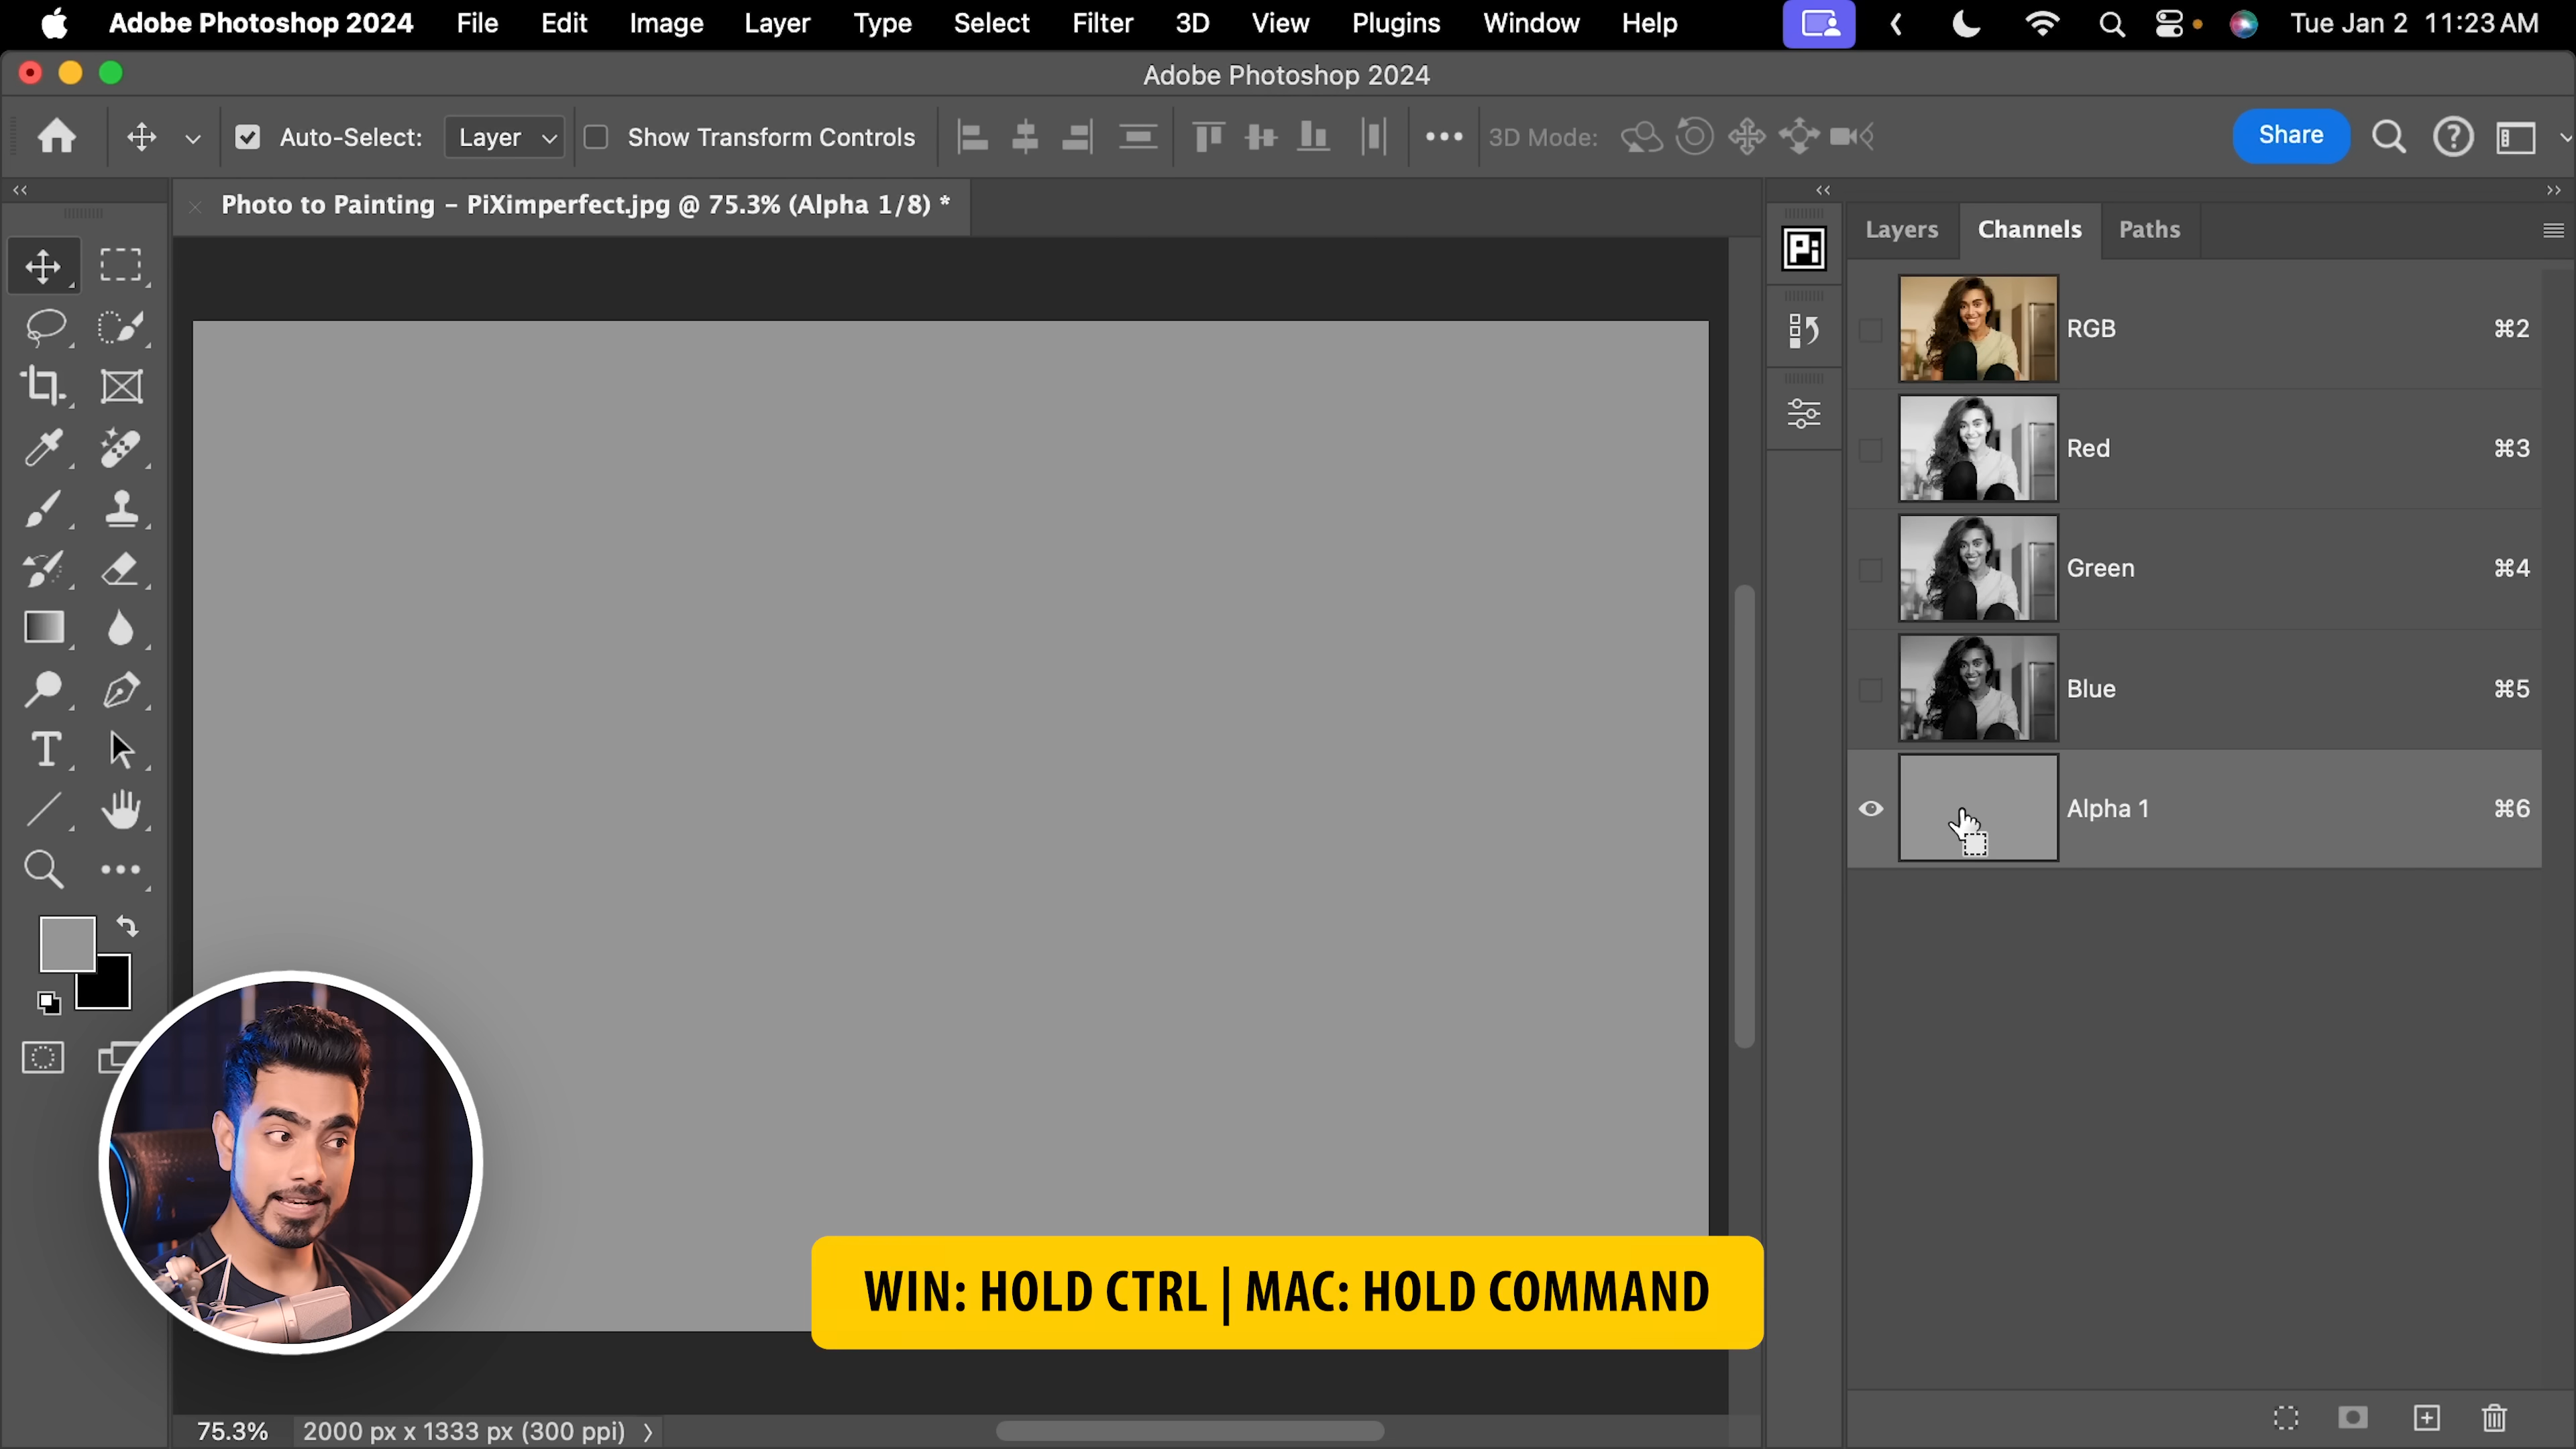 Adobe Photoshop 2024 File Edit Image Layer Type Select Filter 3D View Plugins Window Help Tue Jan 2 11:23 AM
Adobe Photoshop 2024
Auto-Select: Layer Show Transform Controls 3D Mode: Share
Photo to Painting – PiXimperfect.jpg @ 75.3% (Alpha 1/8) *
Pi
Layers Channels Paths
RGB ⌘2
Red ⌘3
Green ⌘4
Blue ⌘5
Alpha 1 ⌘6
WIN: HOLD CTRL | MAC: HOLD COMMAND
75.3% 2000 px x 1333 px (300 ppi)